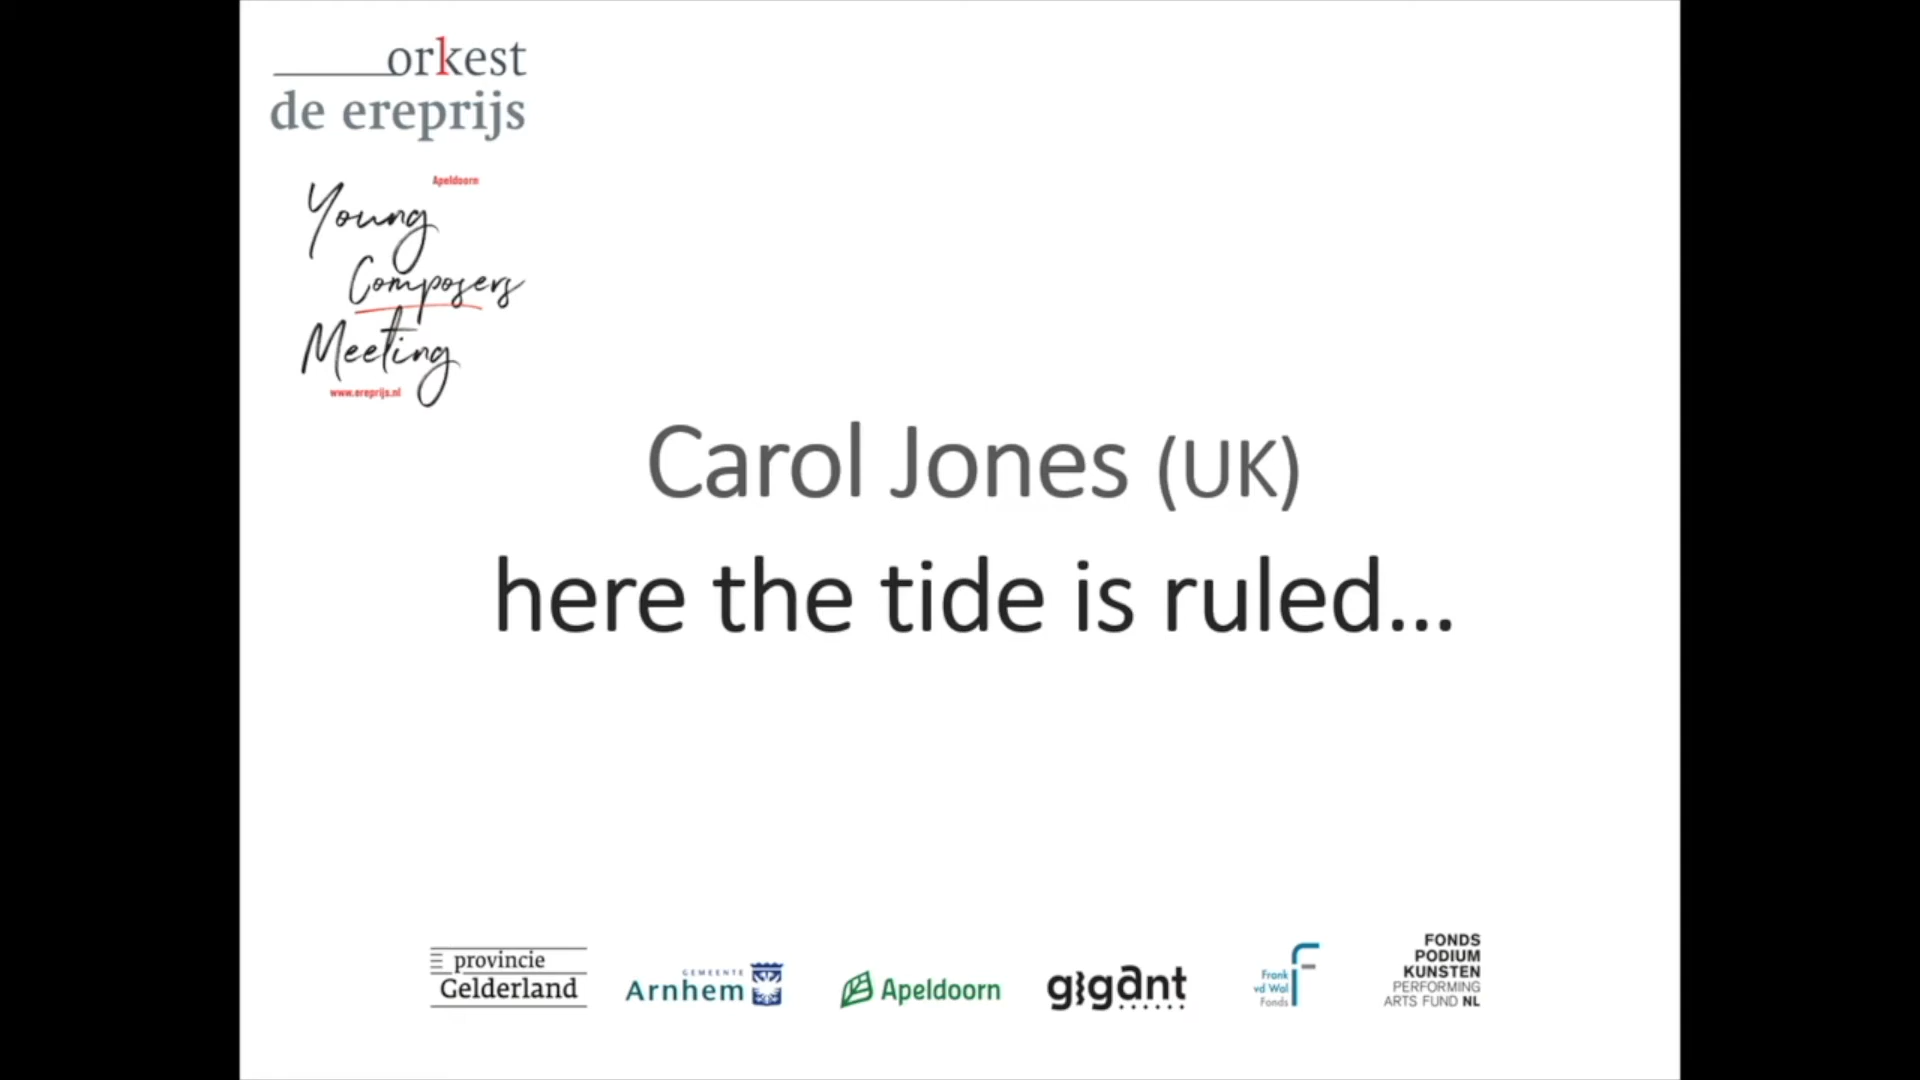 orkest
de ereprijs
Apeldoorn
Young
Composers
Meeting
www.ereprijs.nl
Carol Jones (UK)
here the tide is ruled...
provincie
Gelderland
GEMEENTE
Arnhem
Apeldoorn
gigant
Frank
vd Wal
Fonds
FONDS
PODIUM
KUNSTEN
PERFORMING
ARTS FUND NL